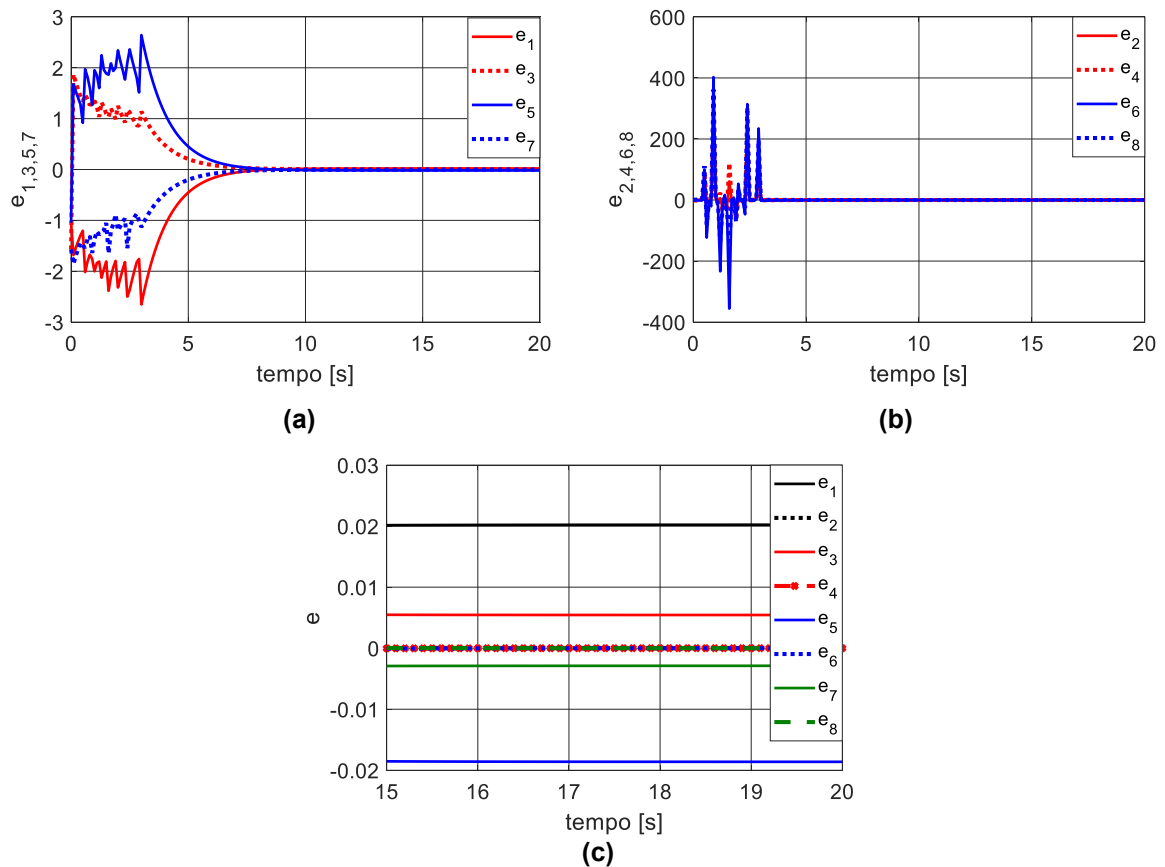 3
2
1
0
-1
-2
-3
0 5 10 15 20
e1,3,5,7
tempo [s]
e1
e3
e5
e7
(a)
600
400
200
0
-200
-400
0 5 10 15 20
e2,4,6,8
tempo [s]
e2
e4
e6
e8
(b)
0.03
0.02
0.01
0
-0.01
-0.02
15 16 17 18 19 20
e
tempo [s]
e1
e2
e3
e4
e5
e6
e7
e8
(c)